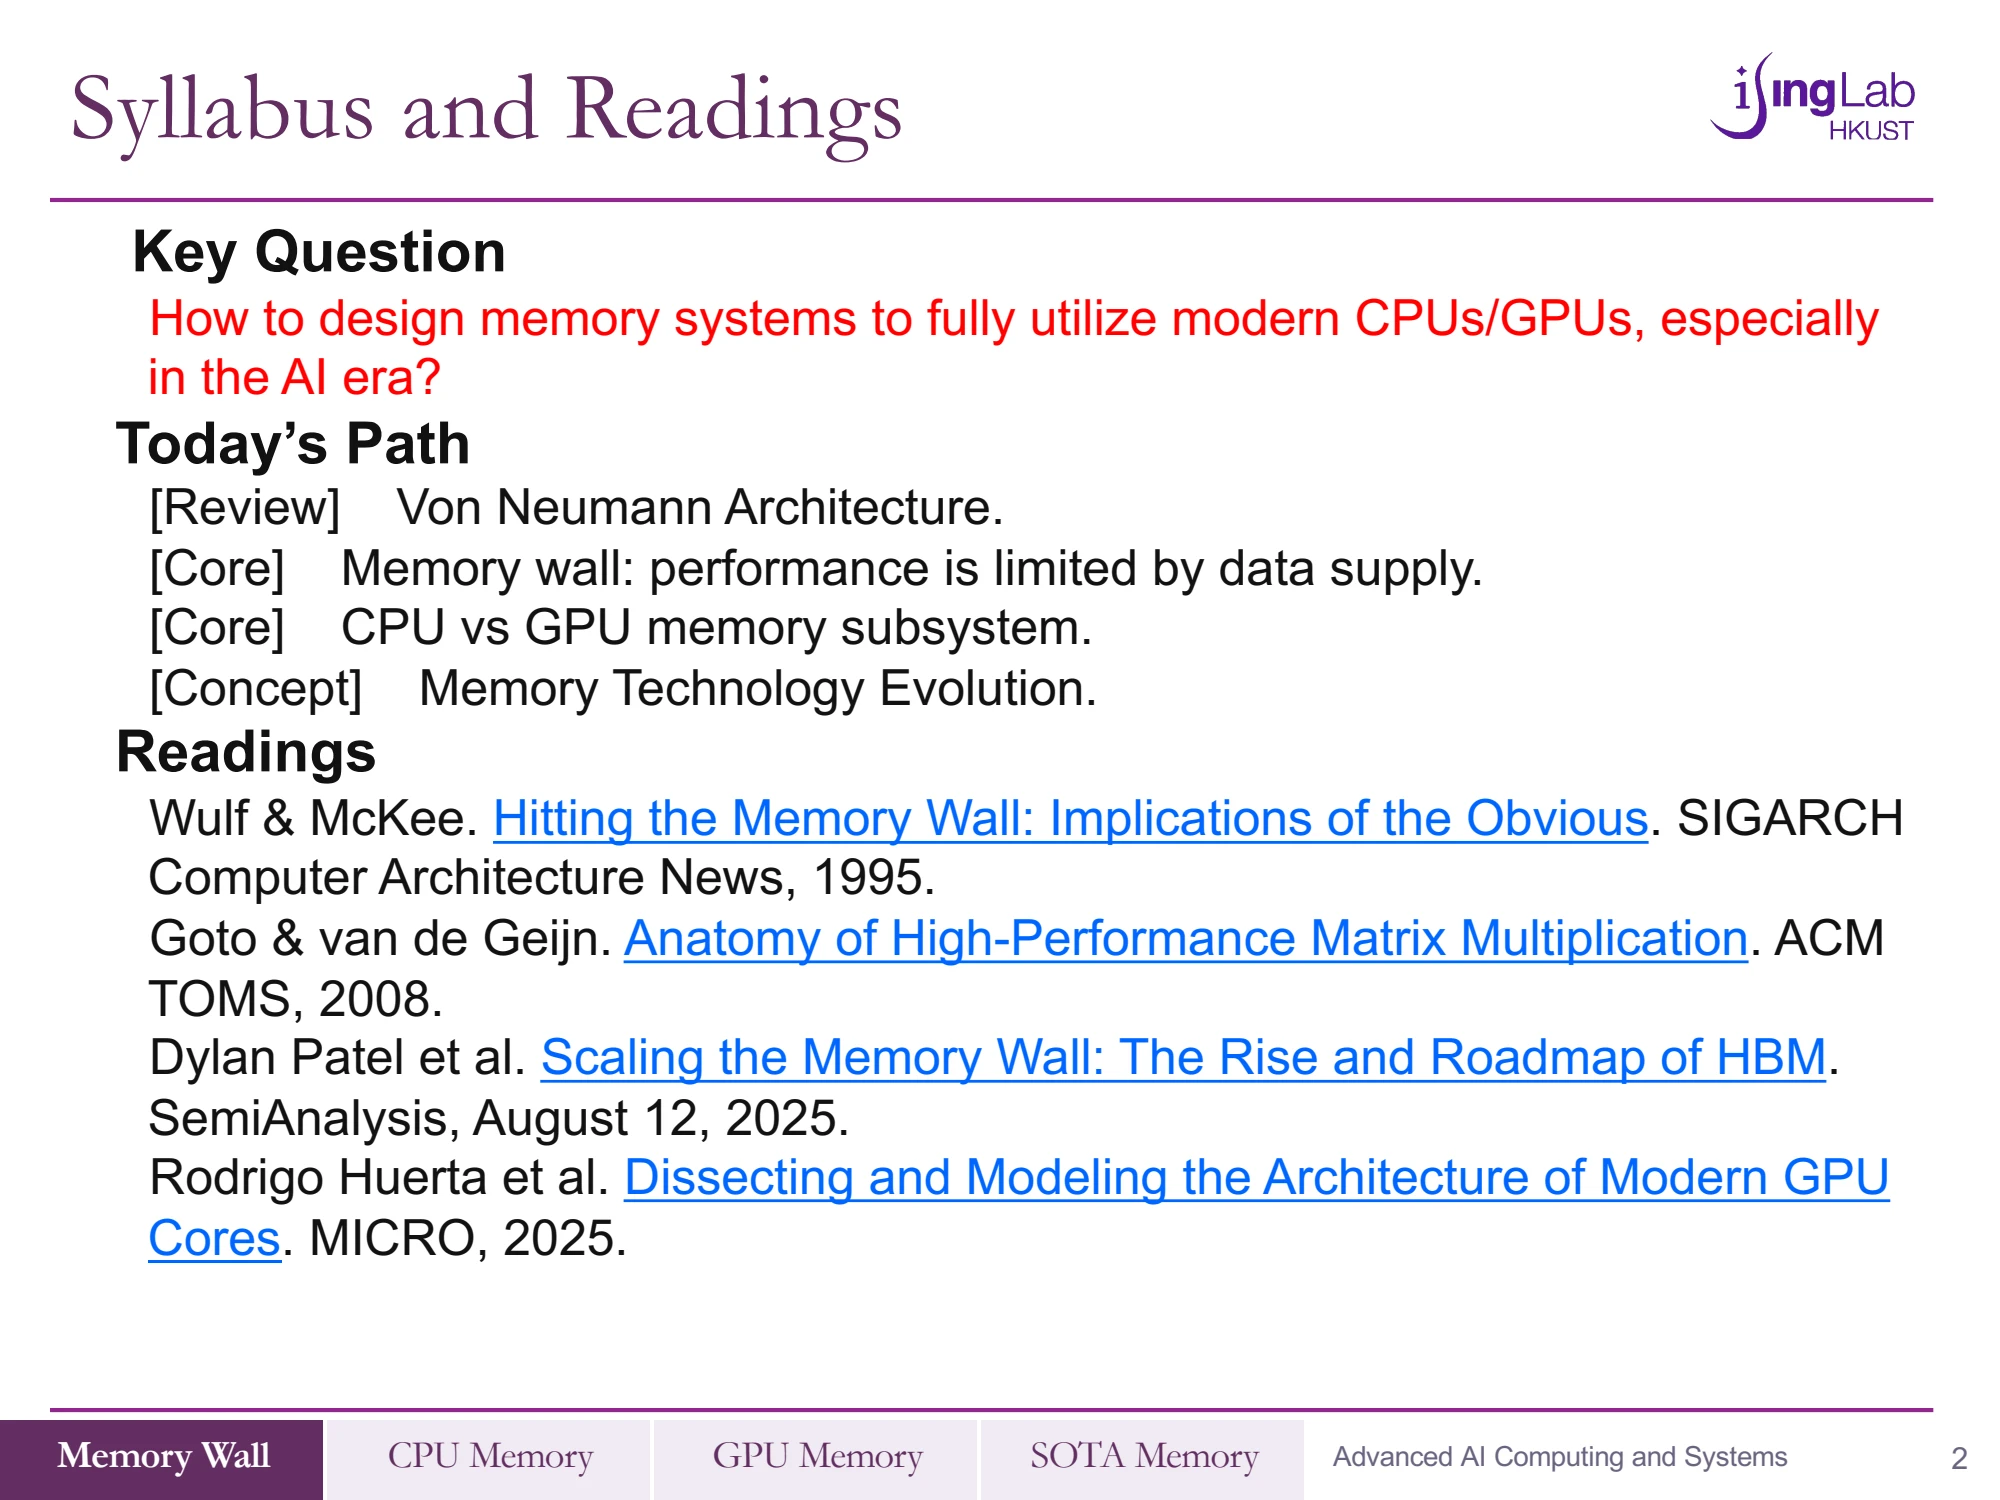 Syllabus and Readings
iSingLab
HKUST
Key Question
How to design memory systems to fully utilize modern CPUs/GPUs, especially
in the AI era?
Today’s Path
[Review] Von Neumann Architecture.
[Core] Memory wall: performance is limited by data supply.
[Core] CPU vs GPU memory subsystem.
[Concept] Memory Technology Evolution.
Readings
Wulf & McKee. Hitting the Memory Wall: Implications of the Obvious. SIGARCH
Computer Architecture News, 1995.
Goto & van de Geijn. Anatomy of High-Performance Matrix Multiplication. ACM
TOMS, 2008.
Dylan Patel et al. Scaling the Memory Wall: The Rise and Roadmap of HBM.
SemiAnalysis, August 12, 2025.
Rodrigo Huerta et al. Dissecting and Modeling the Architecture of Modern GPU
Cores. MICRO, 2025.
Memory Wall CPU Memory GPU Memory SOTA Memory Advanced AI Computing and Systems 2